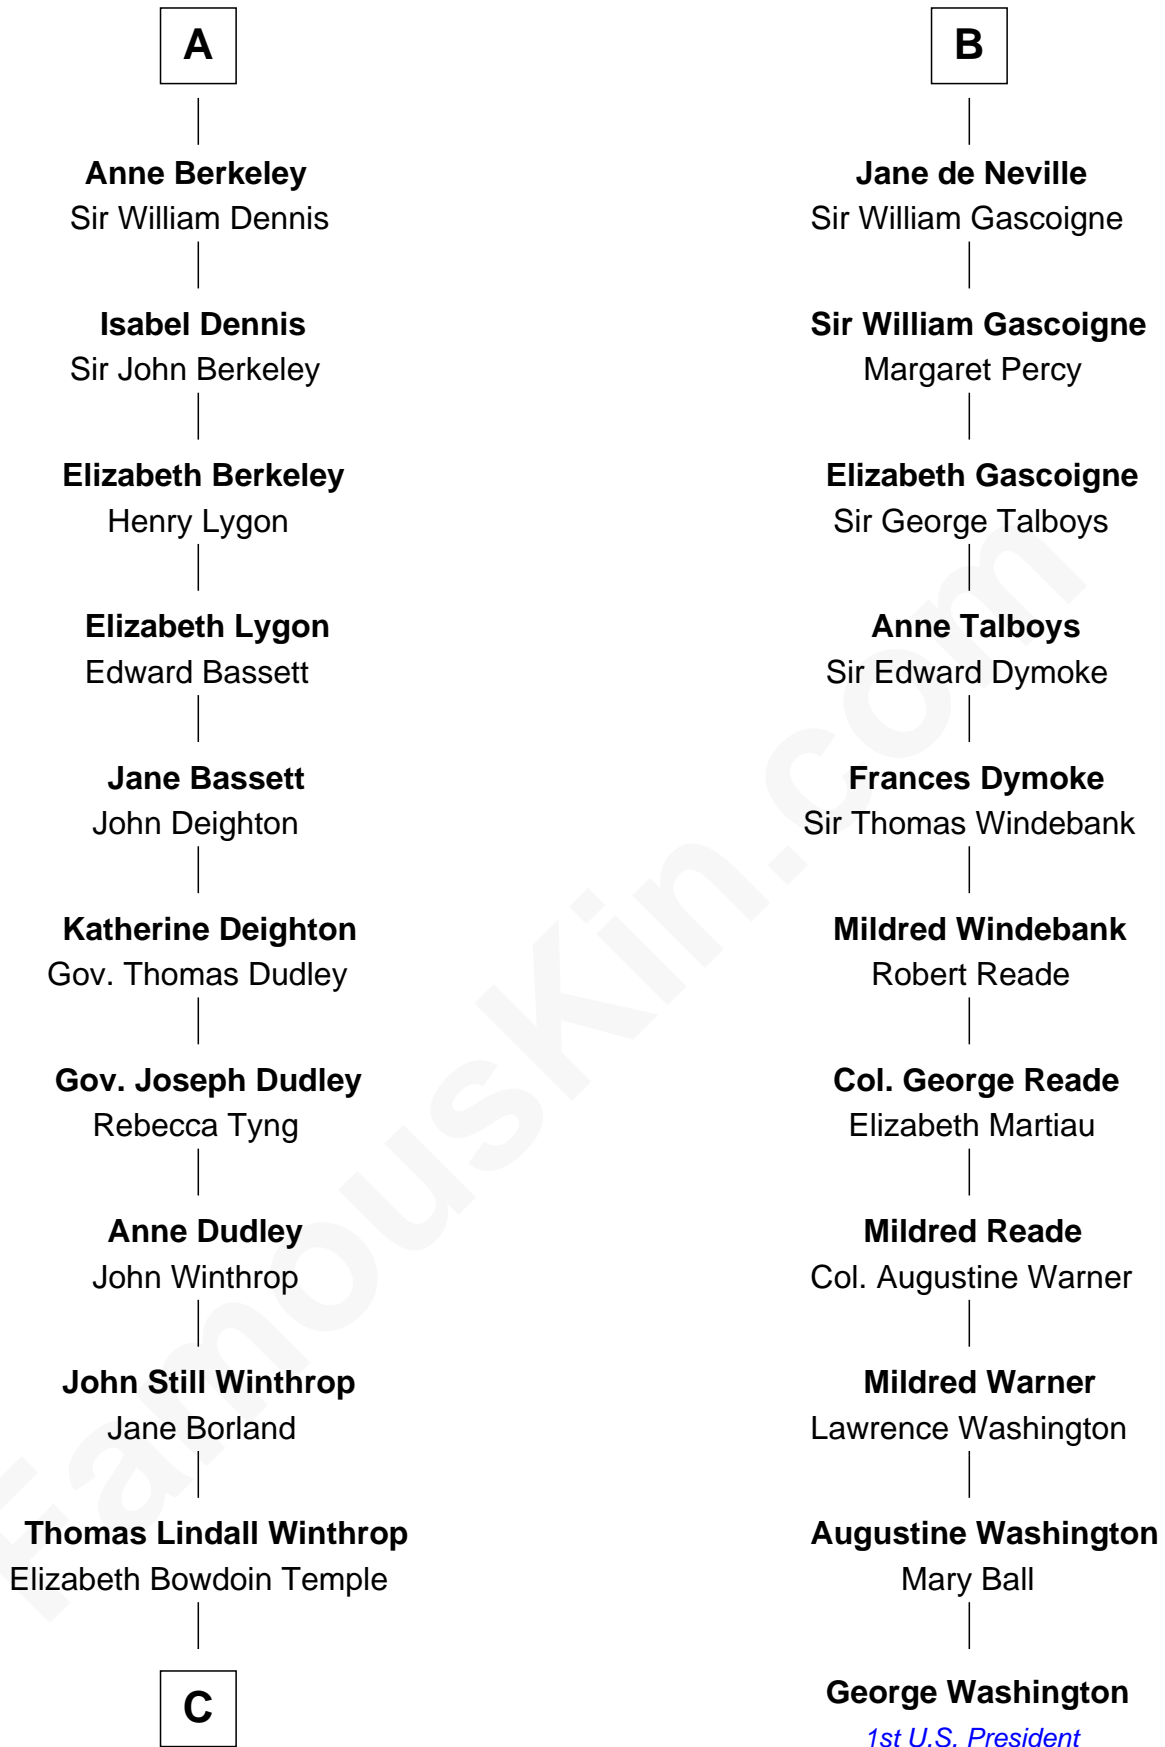 A
Anne Berkeley
Sir William Dennis
Isabel Dennis
Sir John Berkeley
Elizabeth Berkeley
Henry Lygon
Elizabeth Lygon
Edward Bassett
Jane Bassett
John Deighton
Katherine Deighton
Gov. Thomas Dudley
Gov. Joseph Dudley
Rebecca Tyng
Anne Dudley
John Winthrop
John Still Winthrop
Jane Borland
Thomas Lindall Winthrop
Elizabeth Bowdoin Temple
C
B
Jane de Neville
Sir William Gascoigne
Sir William Gascoigne
Margaret Percy
Elizabeth Gascoigne
Sir George Talboys
Anne Talboys
Sir Edward Dymoke
Frances Dymoke
Sir Thomas Windebank
Mildred Windebank
Robert Reade
Col. George Reade
Elizabeth Martiau
Mildred Reade
Col. Augustine Warner
Mildred Warner
Lawrence Washington
Augustine Washington
Mary Ball
George Washington
1st U.S. President
FamousKin.com